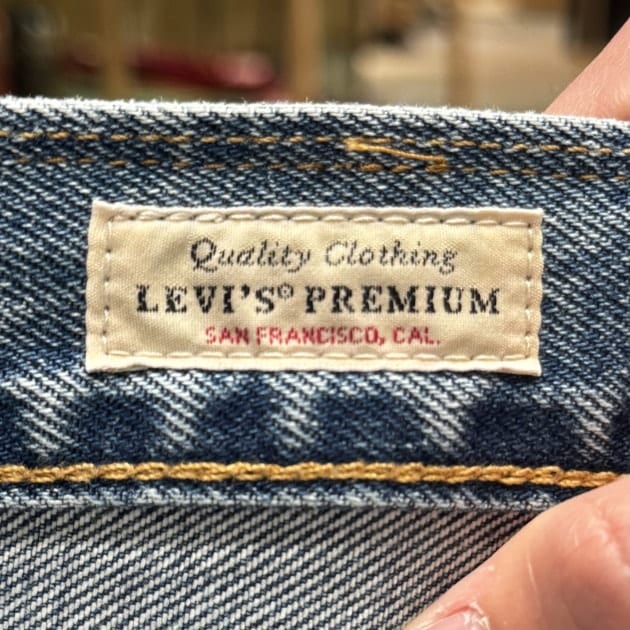 Quality Clothing
LEVI'S® PREMIUM
SAN FRANCISCO, CAL.